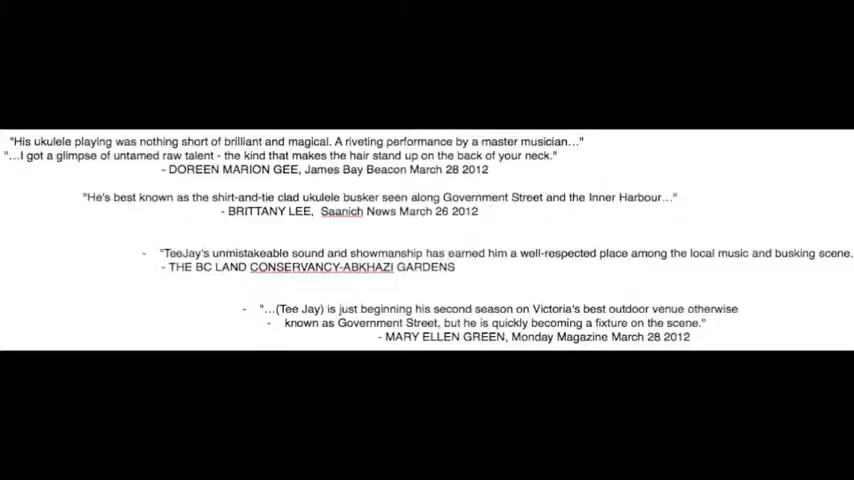 "His ukulele playing was nothing short of brilliant and magical. A riveting performance by a master musician…"
"…I got a glimpse of untamed raw talent - the kind that makes the hair stand up on the back of your neck."
- DOREEN MARION GEE, James Bay Beacon March 28 2012
"He's best known as the shirt-and-tie clad ukulele busker seen along Government Street and the Inner Harbour…"
- BRITTANY LEE, Saanich News March 26 2012
- "TeeJay's unmistakeable sound and showmanship has earned him a well-respected place among the local music and busking scene.
- THE BC LAND CONSERVANCY-ABKHAZI GARDENS
- "…(Tee Jay) is just beginning his second season on Victoria's best outdoor venue otherwise
- known as Government Street, but he is quickly becoming a fixture on the scene."
- MARY ELLEN GREEN, Monday Magazine March 28 2012